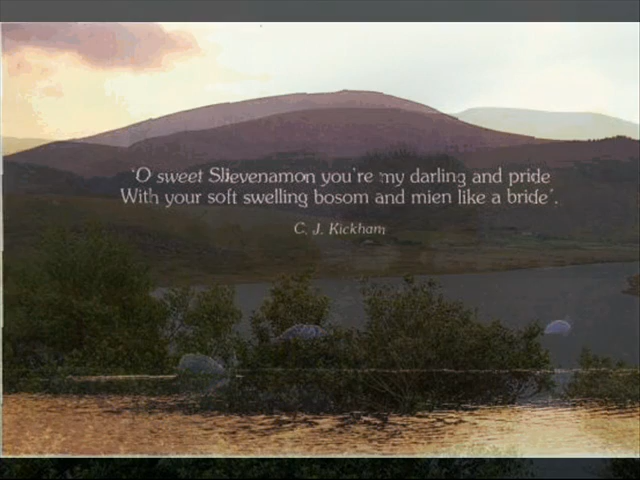 "O sweet Slievenamon you're my darling and pride
With your soft swelling bosom and mien like a bride".
C. J. Kickham